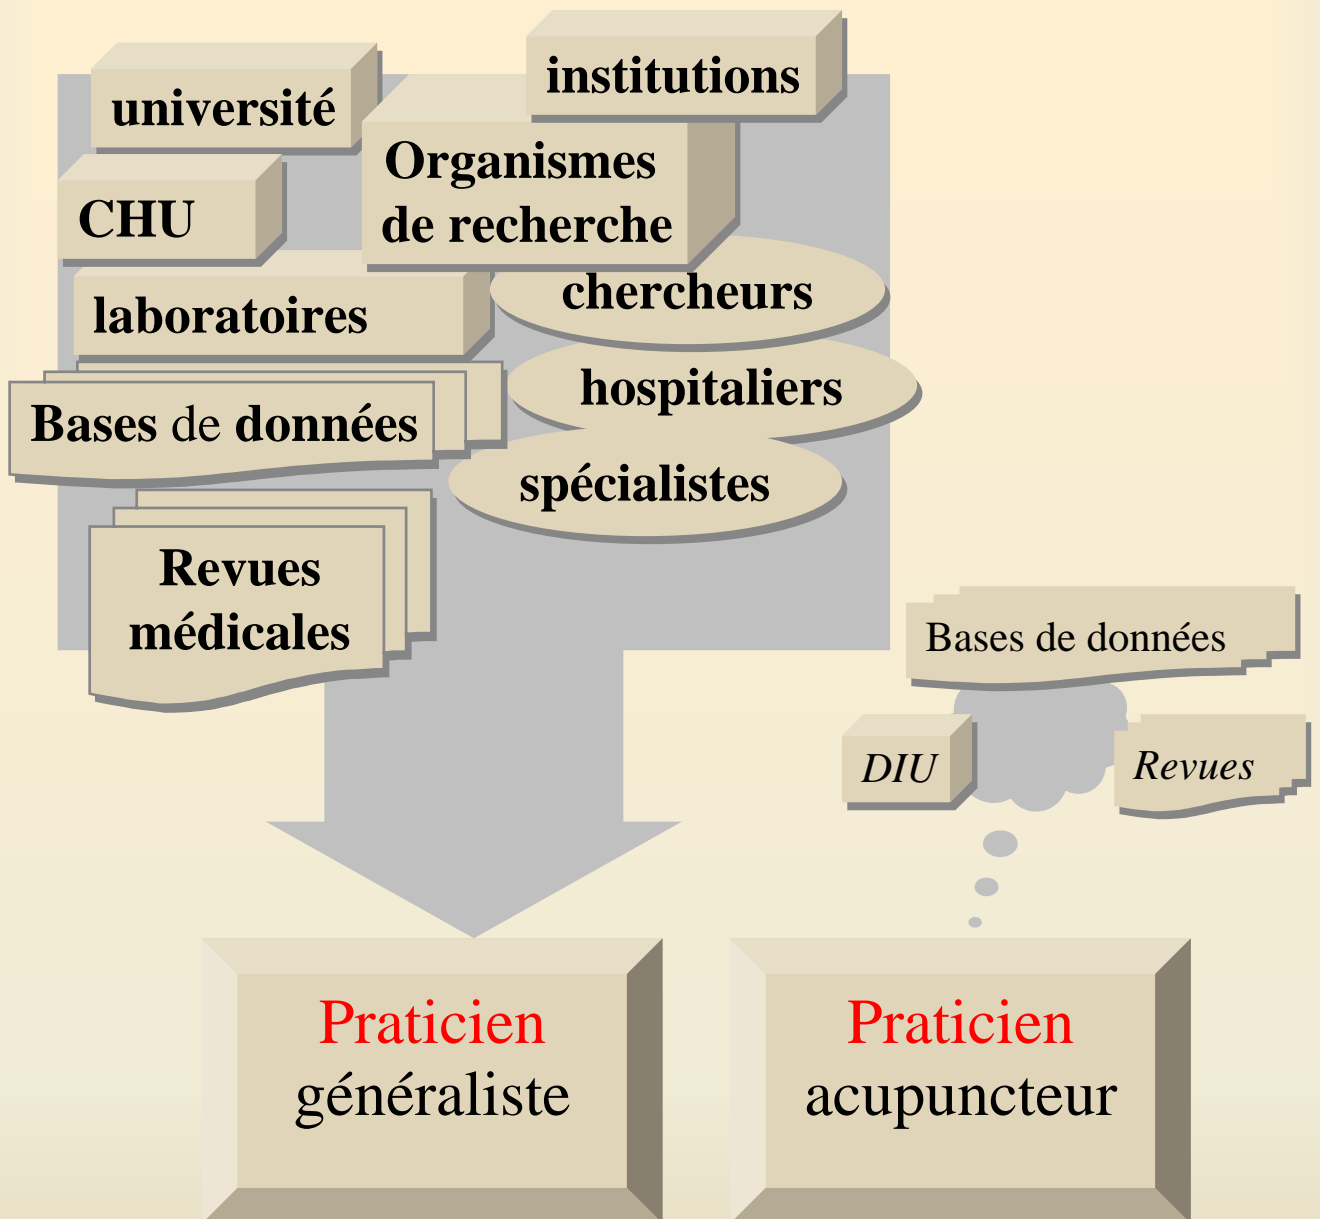 institutions
université
Organismes
de recherche
CHU
chercheurs
laboratoires
hospitaliers
Bases de données
spécialistes
Revues
médicales
Bases de données
DIU
Revues
Praticien
généraliste
Praticien
acupuncteur